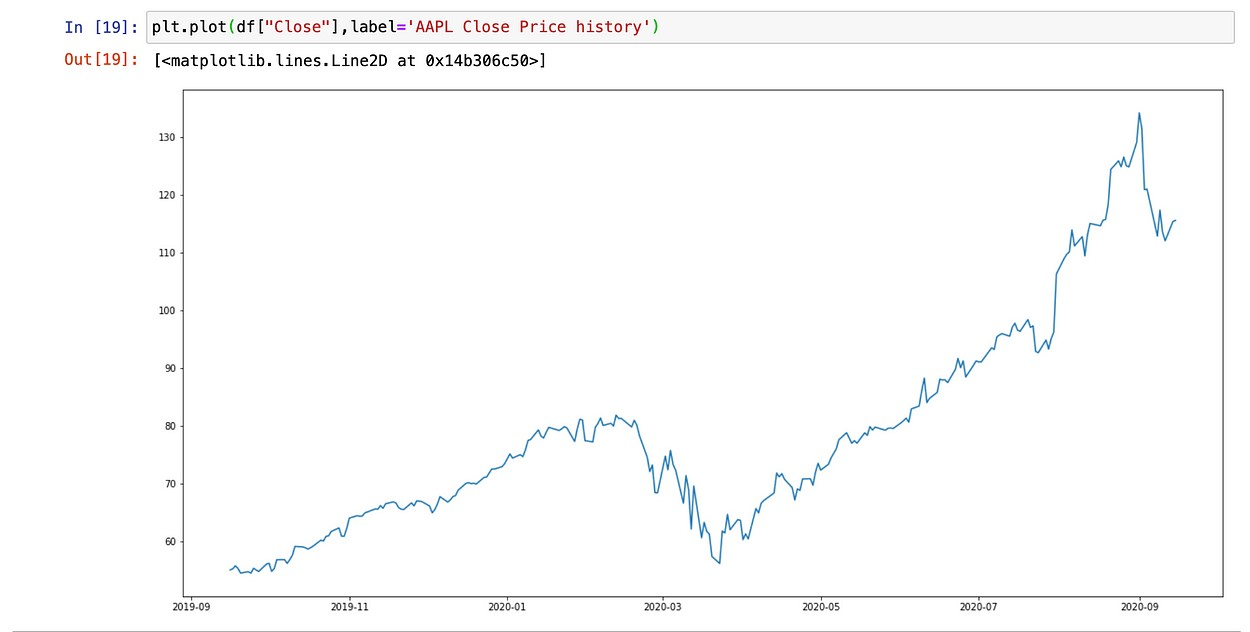 In [19]: plt.plot(df["Close"],label='AAPL Close Price history')
Out[19]: [<matplotlib.lines.Line2D at 0x14b306c50>]
130
120
110
100
90
80
70
60
2019-09 2019-11 2020-01 2020-03 2020-05 2020-07 2020-09